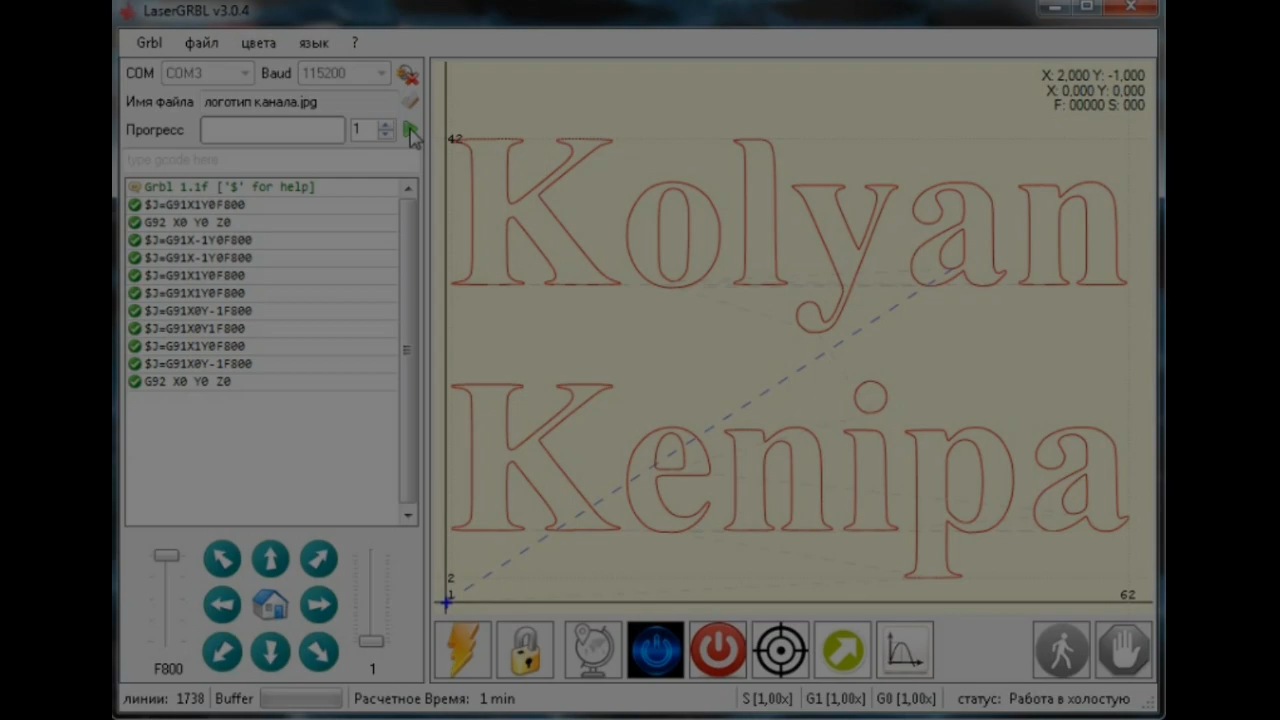 LaserGRBL v3.0.4
Grbl файл цвета язык ?
COM COM3 Baud 115200
Имя файла логотип канала.jpg
Прогресс 1
type gcode here
Grbl 1.1f ['$' for help]
$J=G91X1Y0F800
G92 X0 Y0 Z0
$J=G91X-1Y0F800
$J=G91X-1Y0F800
$J=G91X1Y0F800
$J=G91X1Y0F800
$J=G91X0Y-1F800
$J=G91X0Y1F800
$J=G91X1Y0F800
$J=G91X0Y-1F800
G92 X0 Y0 Z0
F800 1
X: 2,000 Y: -1,000
X: 0,000 Y: 0,000
F: 00000 S: 000
42
Kolyan
Kenipa
2
1 62
линии: 1738 Buffer Расчетное Время: 1 min S [1,00x] G1 [1,00x] G0 [1,00x] статус: Работа в холостую